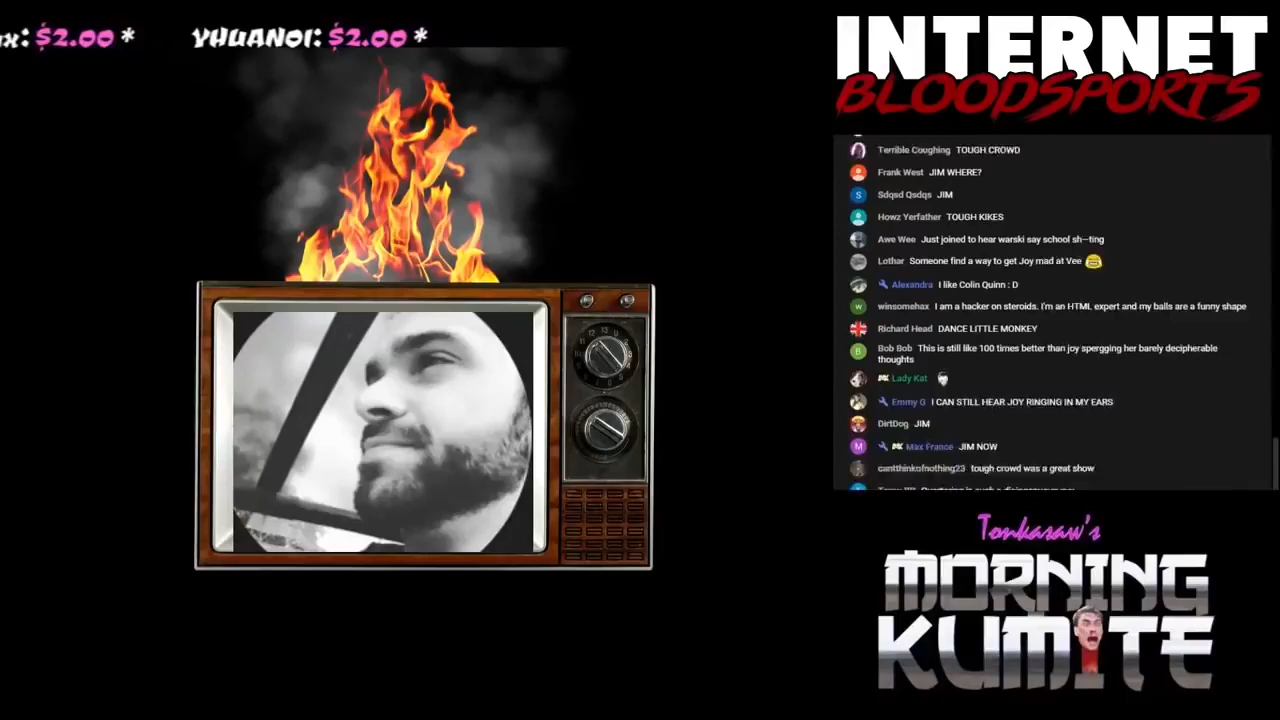 x: $2.00 * YHUANOI: $2.00 *
INTERNET
BLOODSPORTS
Terrible Coughing TOUGH CROWD
Frank West JIM WHERE?
Sdqsd Qsdqs JIM
Howz Yerfather TOUGH KIKES
Awe Wee Just joined to hear warski say school sh--ting
Lothar Someone find a way to get Joy mad at Vee
Alexandra I like Colin Quinn : D
winsomehax I am a hacker on steroids. I'm an HTML expert and my balls are a funny shape
Richard Head DANCE LITTLE MONKEY
Bob Bob This is still like 100 times better than joy spergging her barely decipherable
thoughts
Lady Kat
Emmy G I CAN STILL HEAR JOY RINGING IN MY EARS
DirtDog JIM
Max France JIM NOW
cantthinkofnothing23 tough crowd was a great show
Tonkasaw's
MORNING
KUMITE